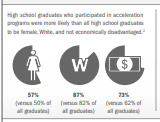 High school graduates who participated in acceleration
programs were more likely than all high school graduates
to be female, White, and not economically disadvantaged.²
W
$
57%
(versus 50% of
all graduates)
87%
(versus 82% of
all graduates)
73%
(versus 62% of
all graduates)